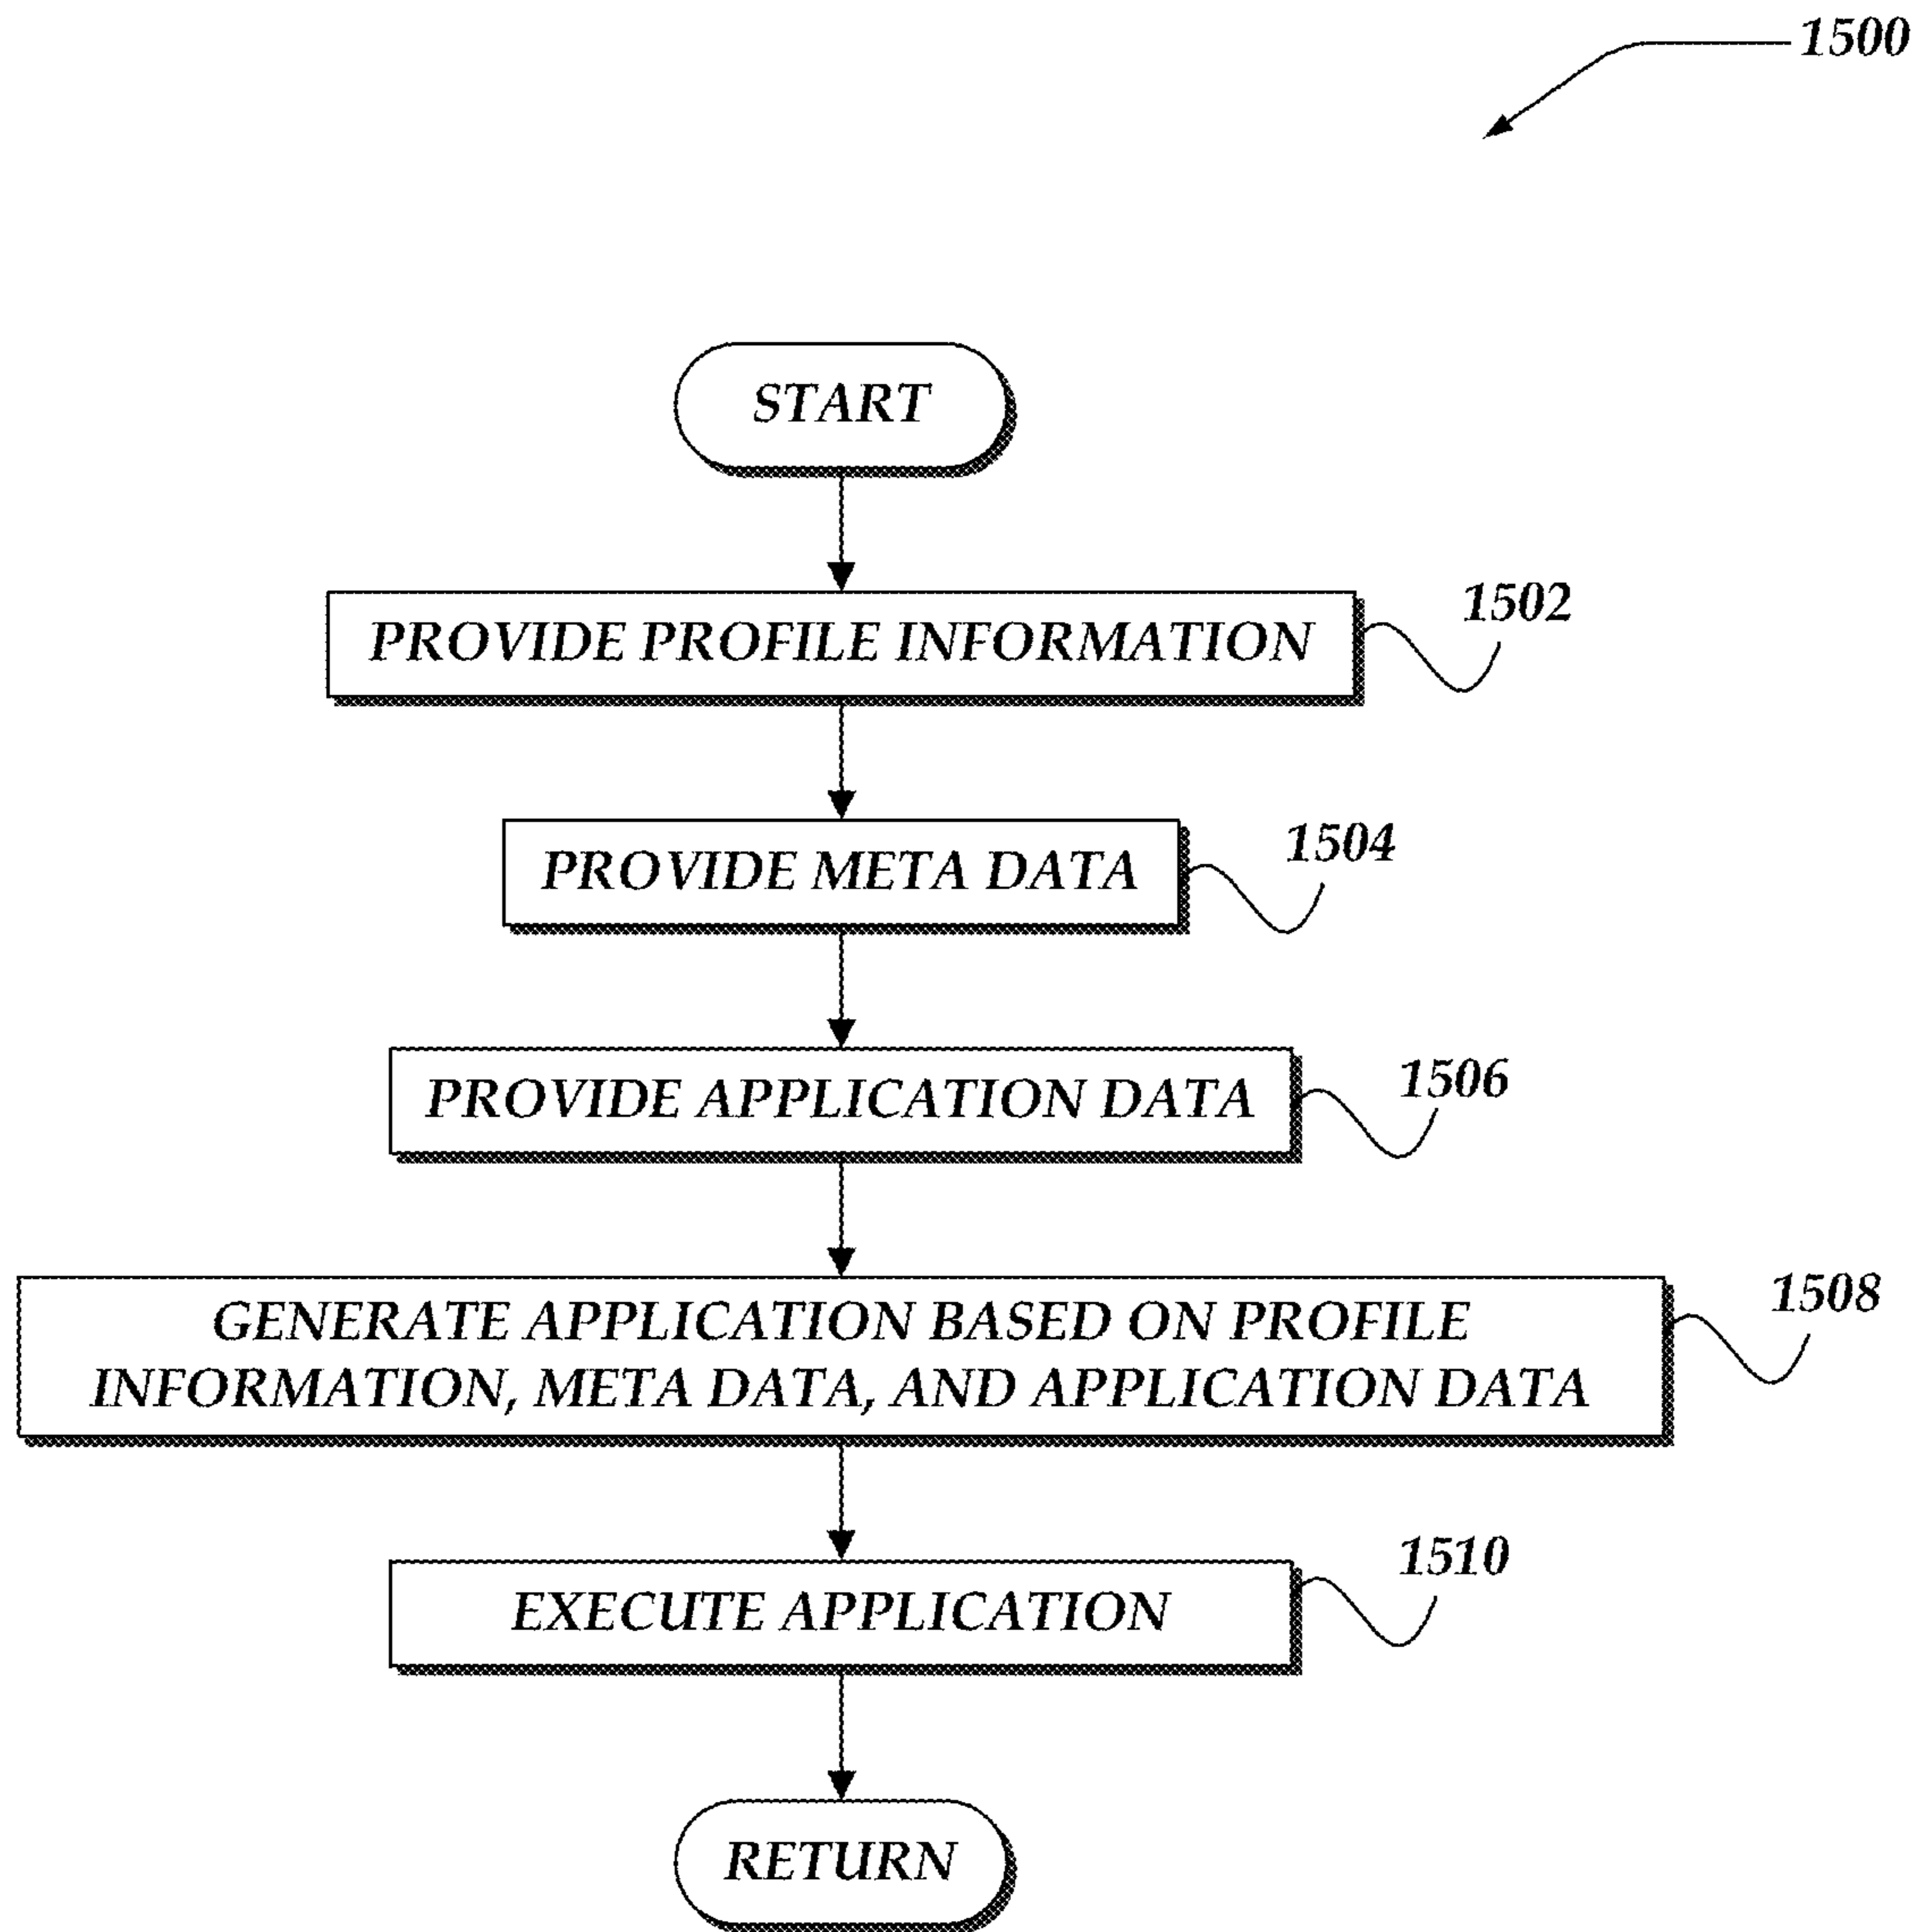 1500
START
PROVIDE PROFILE INFORMATION
1502
PROVIDE META DATA
1504
PROVIDE APPLICATION DATA
1506
GENERATE APPLICATION BASED ON PROFILE
INFORMATION, META DATA, AND APPLICATION DATA
1508
EXECUTE APPLICATION
1510
RETURN